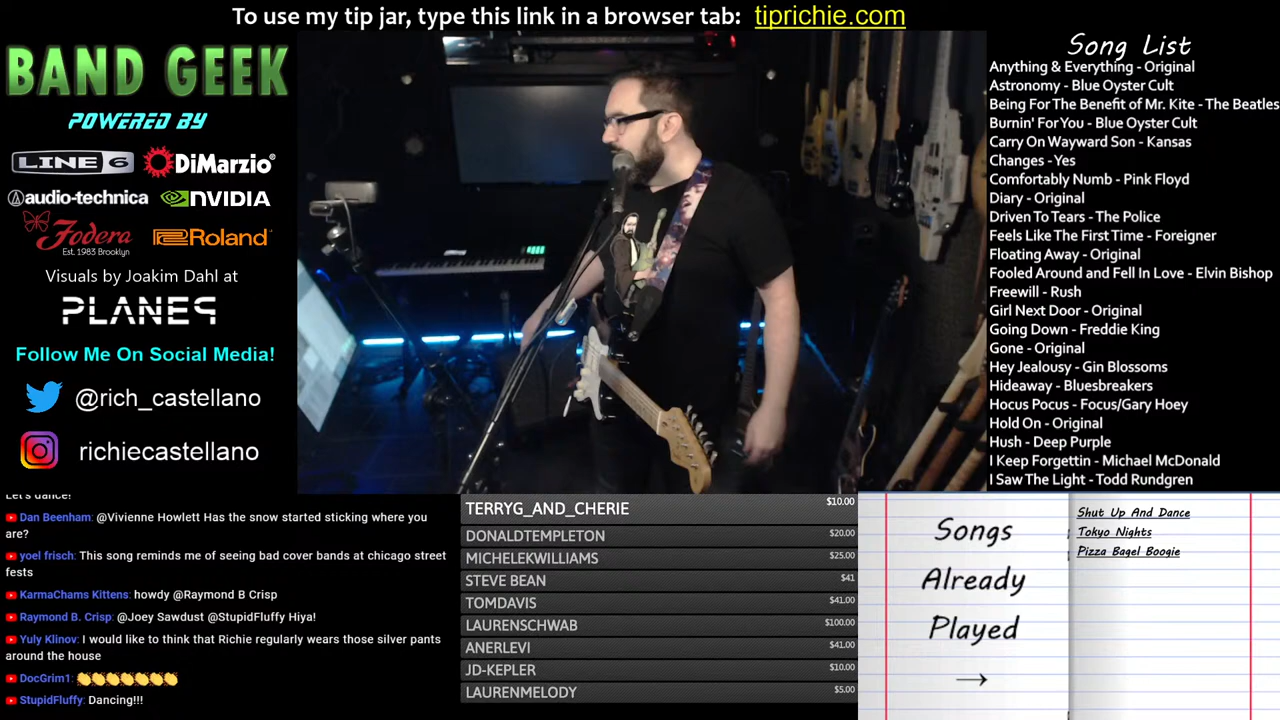 To use my tip jar, type this link in a browser tab: tiprichie.com
BAND GEEK
POWERED BY
LINE 6 DiMarzio®
audio-technica NVIDIA
Fodera
Est. 1983 Brooklyn
Roland
Visuals by Joakim Dahl at
PLANE9
Follow Me On Social Media!
@rich_castellano
richiecastellano
Song List
Anything & Everything - Original
Astronomy - Blue Oyster Cult
Being For The Benefit of Mr. Kite - The Beatles
Burnin' For You - Blue Oyster Cult
Carry On Wayward Son - Kansas
Changes - Yes
Comfortably Numb - Pink Floyd
Diary - Original
Driven To Tears - The Police
Feels Like The First Time - Foreigner
Floating Away - Original
Fooled Around and Fell In Love - Elvin Bishop
Freewill - Rush
Girl Next Door - Original
Going Down - Freddie King
Gone - Original
Hey Jealousy - Gin Blossoms
Hideaway - Bluesbreakers
Hocus Pocus - Focus/Gary Hoey
Hold On - Original
Hush - Deep Purple
I Keep Forgettin - Michael McDonald
I Saw The Light - Todd Rundgren
Let's dance!
Dan Beenham: @Vivienne Howlett Has the snow started sticking where you
are?
yoel frisch: This song reminds me of seeing bad cover bands at chicago street
fests
KarmaChams Kittens: howdy @Raymond B Crisp
Raymond B. Crisp: @Joey Sawdust @StupidFluffy Hiya!
Yuly Klinov: I would like to think that Richie regularly wears those silver pants
around the house
DocGrim1: 👏👏👏👏👏👏👏
StupidFluffy: Dancing!!!
TERRYG_AND_CHERIE $10.00
DONALDTEMPLETON $20.00
MICHELEKWILLIAMS $25.00
STEVE BEAN $41
TOMDAVIS $41.00
LAURENSCHWAB $100.00
ANERLEVI $41.00
JD-KEPLER $10.00
LAURENMELODY $5.00
Songs
Already
Played
→
Shut Up And Dance
Tokyo Nights
Pizza Bagel Boogie